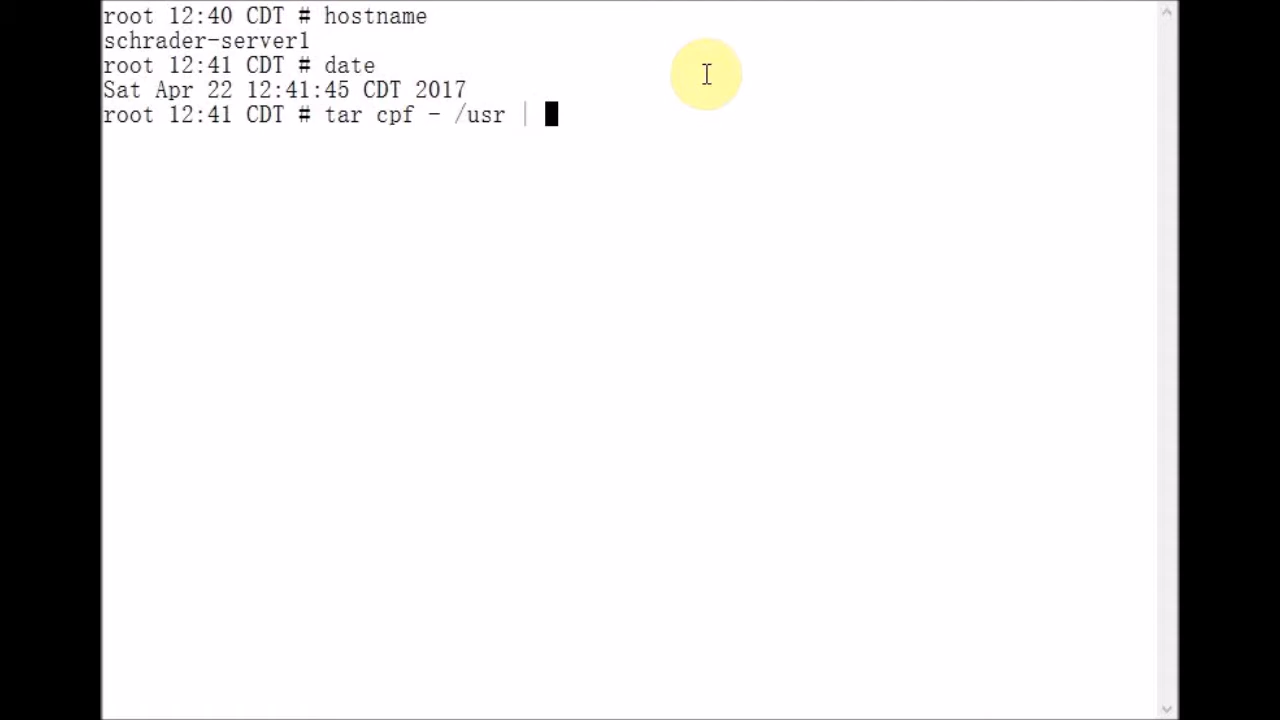 root 12:40 CDT # hostname
schrader-server1
root 12:41 CDT # date
Sat Apr 22 12:41:45 CDT 2017
root 12:41 CDT # tar cpf - /usr |